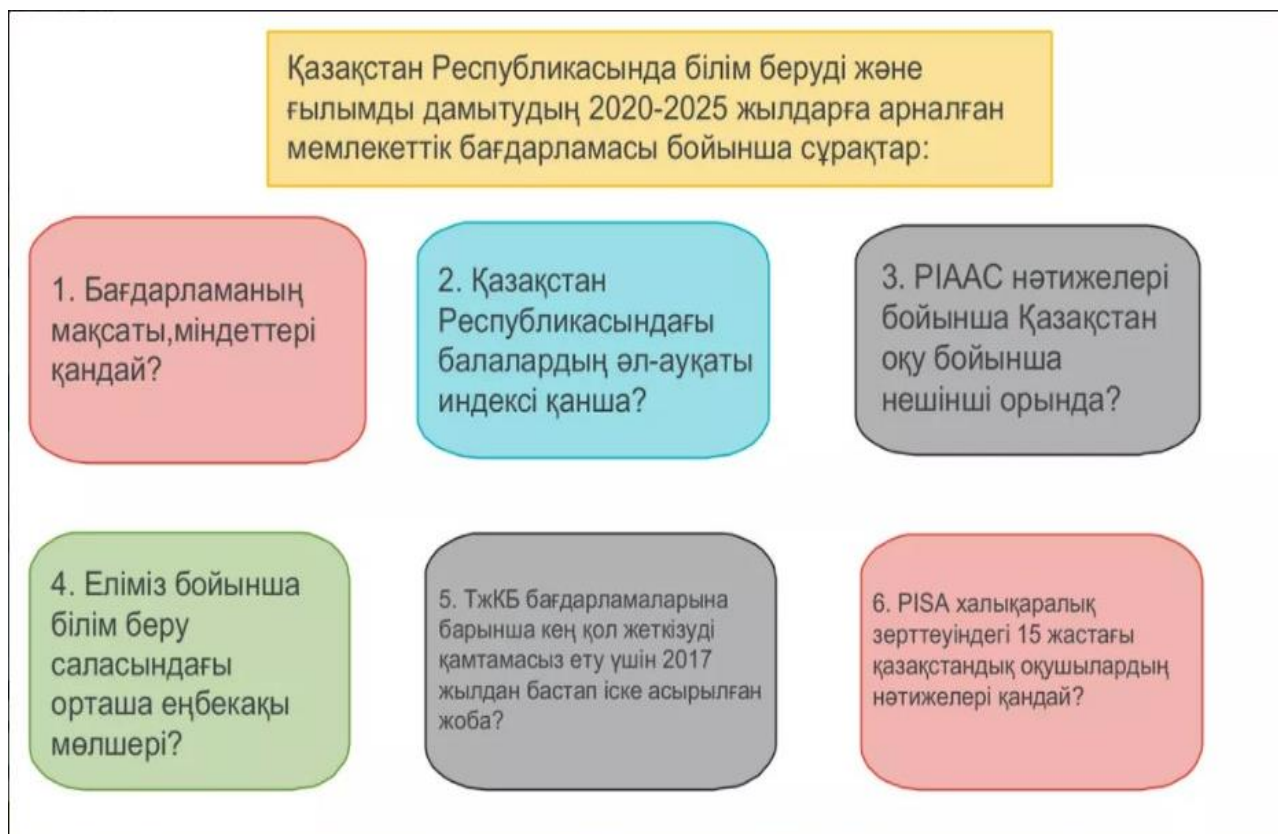 Қазақстан Республикасында білім беруді және
ғылымды дамытудың 2020-2025 жылдарға арналған
мемлекеттік бағдарламасы бойынша сұрақтар:
1. Бағдарламаның
мақсаты,міндеттері
қандай?
2. Қазақстан
Республикасындағы
балалардың әл-ауқаты
индексі қанша?
3. PIAAC нәтижелері
бойынша Қазақстан
оқу бойынша
нешінші орында?
4. Еліміз бойынша
білім беру
саласындағы
орташа еңбекақы
мөлшері?
5. ТжКБ бағдарламаларына
барынша кең қол жеткізуді
қамтамасыз ету үшін 2017
жылдан бастап іске асырылған
жоба?
6. PISA халықаралық
зерттеуіндегі 15 жастағы
қазақстандық оқушылардың
нәтижелері қандай?